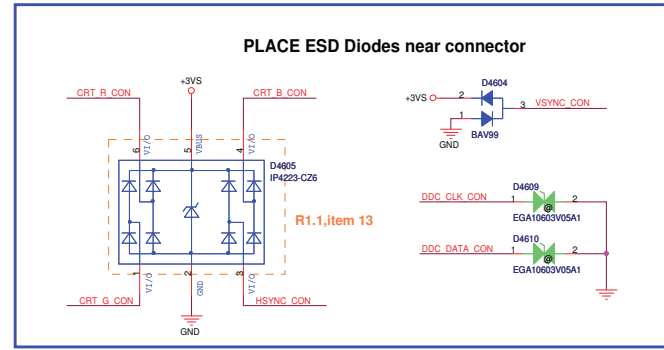 PLACE ESD Diodes near connector
+3VS
CRT_R_CON
CRT_B_CON
6
VI/O
5
VBUS
4
VI/O
D4605
IP4223-CZ6
R1.1,item 13
1
VI/O
2
GND
3
VI/O
CRT_G_CON
HSYNC_CON
GND
D4604
+3VS
2
1
3
VSYNC_CON
BAV99
GND
D4609
DDC_CLK_CON
1
2
@
EGA10603V05A1
D4610
DDC_DATA_CON
1
2
@
EGA10603V05A1